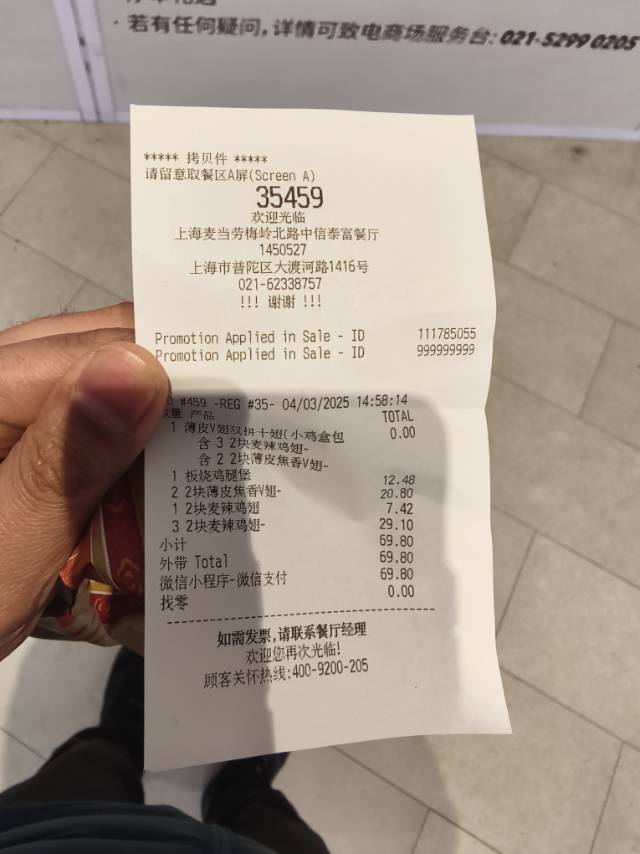 · 若有任何疑问,详情可致电商场服务台: 021-5299 0205
***** 拷贝件 *****
请留意取餐区A屏(Screen A)
35459
欢迎光临
上海麦当劳梅岭北路中信泰富餐厅
1450527
上海市普陀区大渡河路1416号
021-62338757
!!! 谢谢 !!!
Promotion Applied in Sale - ID 111785055
Promotion Applied in Sale - ID 999999999
#459 -REG #35- 04/03/2025 14:58:14
数量 产品 TOTAL
1 薄皮V翅双拼十翅(小鸡盒包 0.00
含 3 2块麦辣鸡翅-
含 2 2块薄皮焦香V翅-
1 板烧鸡腿堡 12.48
2 2块薄皮焦香V翅- 20.80
1 2块麦辣鸡翅 7.42
3 2块麦辣鸡翅- 29.10
小计 69.80
外带 Total 69.80
微信小程序-微信支付 69.80
找零 0.00
如需发票,请联系餐厅经理
欢迎您再次光临!
顾客关怀热线:400-9200-205